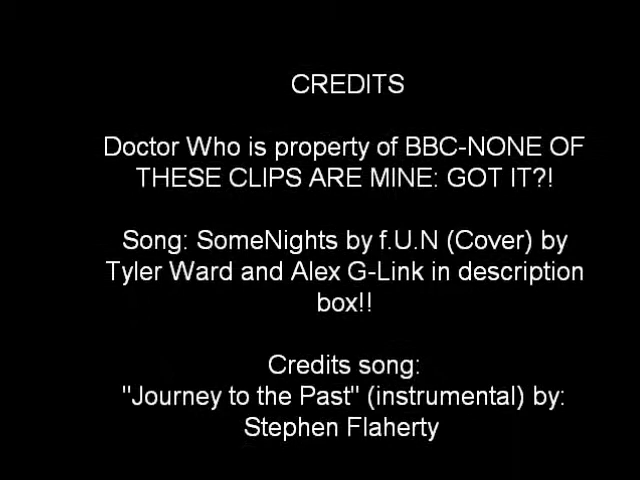 CREDITS
Doctor Who is property of BBC-NONE OF
THESE CLIPS ARE MINE: GOT IT?!
Song: SomeNights by f.U.N (Cover) by
Tyler Ward and Alex G-Link in description
box!!
Credits song:
"Journey to the Past" (instrumental) by:
Stephen Flaherty